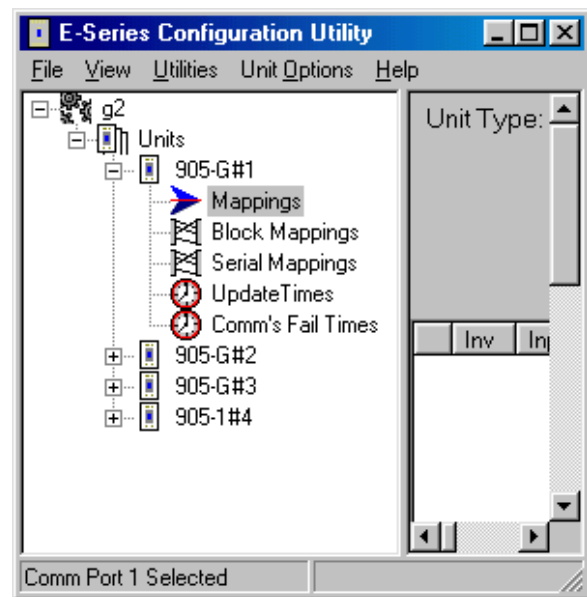 E-Series Configuration Utility
File View Utilities Unit Options Help
g2
Units
905-G#1
Mappings
Block Mappings
Serial Mappings
UpdateTimes
Comm's Fail Times
905-G#2
905-G#3
905-1#4
Unit Type:
Inv
Comm Port 1 Selected